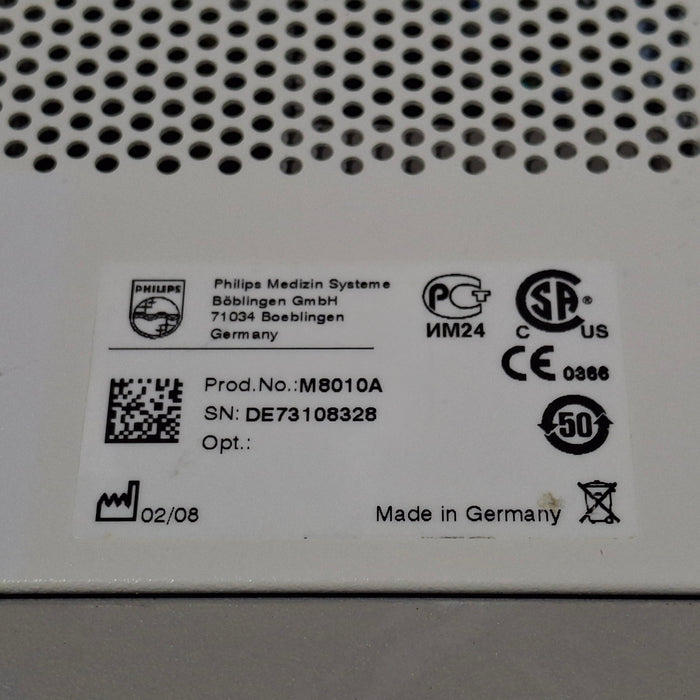 PHILIPS
Philips Medizin Systeme
Böblingen GmbH
71034 Boeblingen
Germany
РСТ
ИМ24
SA®
C US
CE 0366
Prod.No.:M8010A
SN: DE73108328
Opt.:
50
02/08
Made in Germany